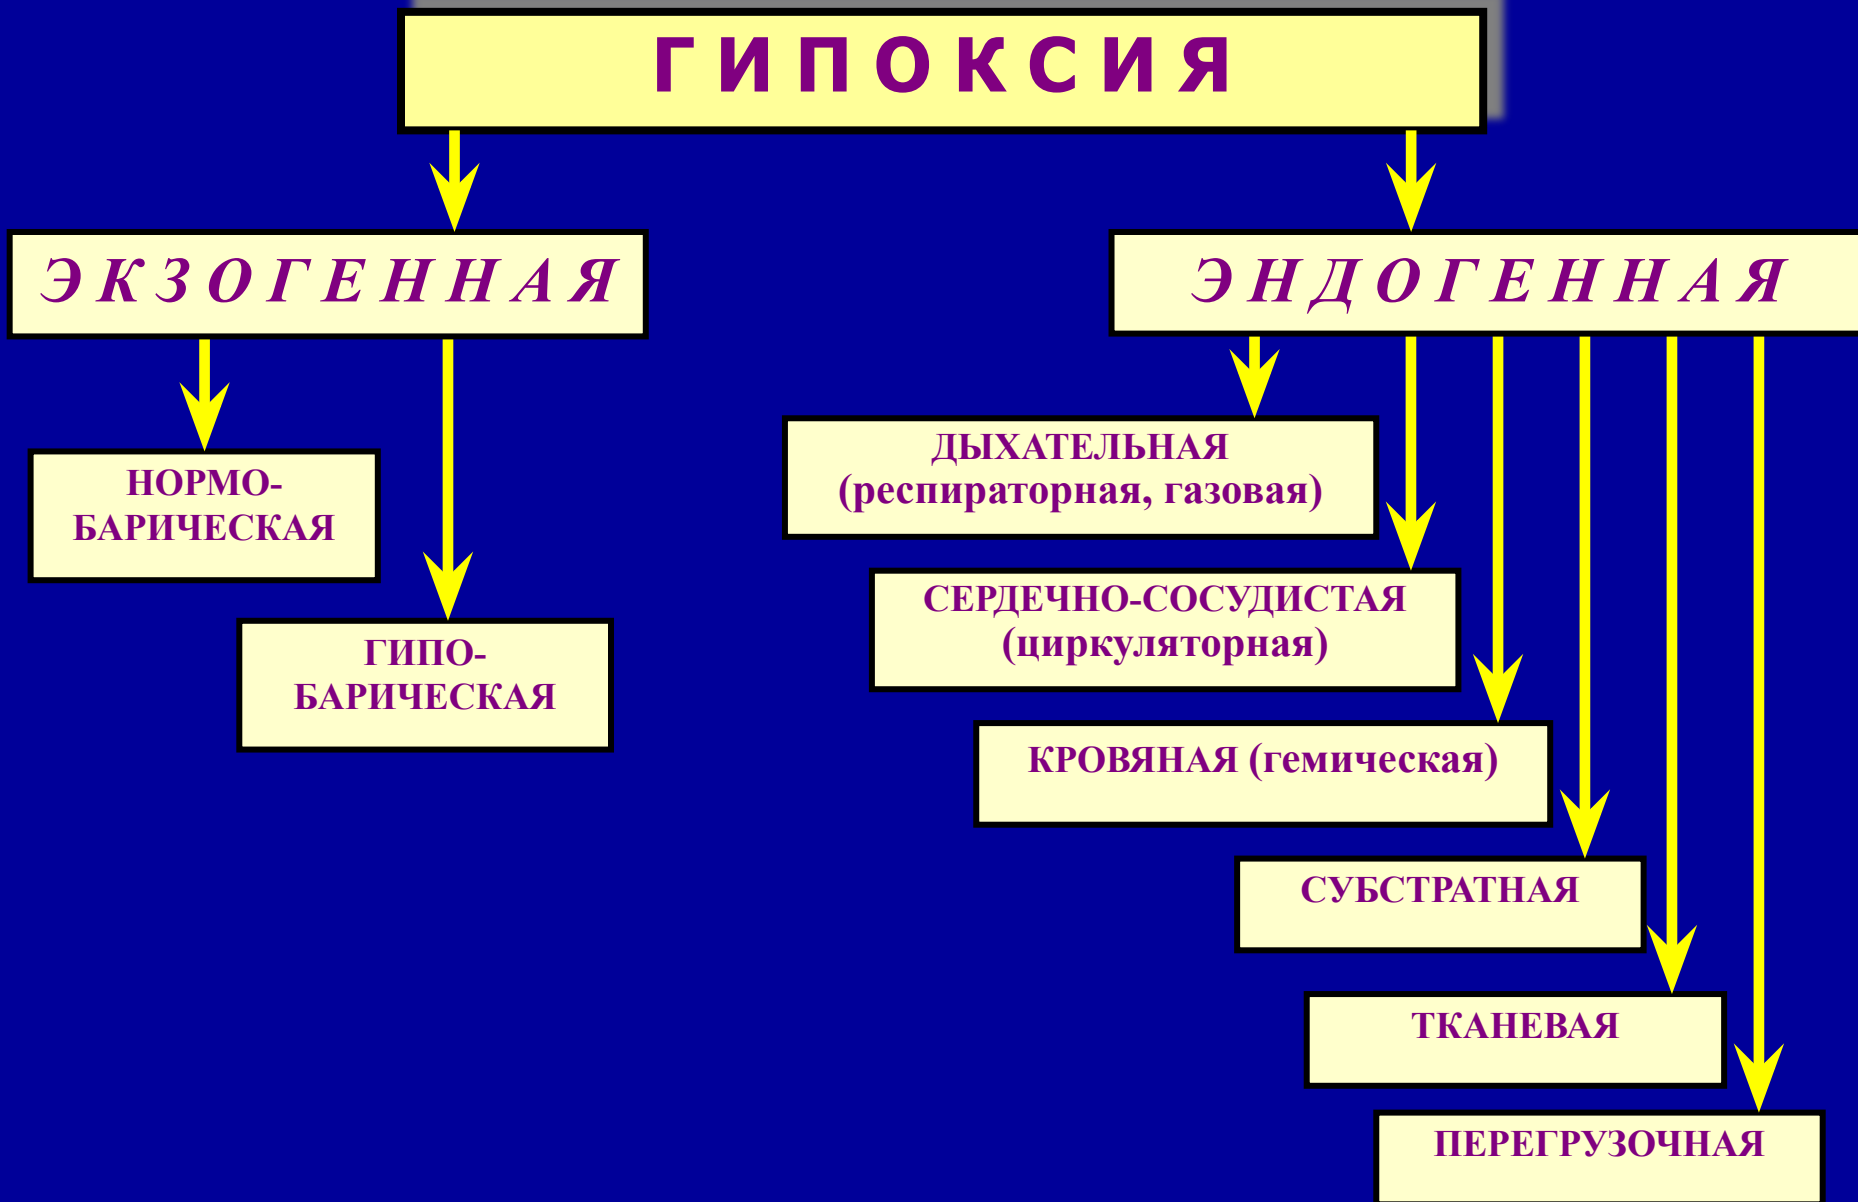 ГИПОКСИЯ
ЭКЗОГЕННАЯ
ЭНДОГЕННАЯ
НОРМО-
БАРИЧЕСКАЯ
ГИПО-
БАРИЧЕСКАЯ
ДЫХАТЕЛЬНАЯ
(респираторная, газовая)
СЕРДЕЧНО-СОСУДИСТАЯ
(циркуляторная)
КРОВЯНАЯ (гемическая)
СУБСТРАТНАЯ
ТКАНЕВАЯ
ПЕРЕГРУЗОЧНАЯ